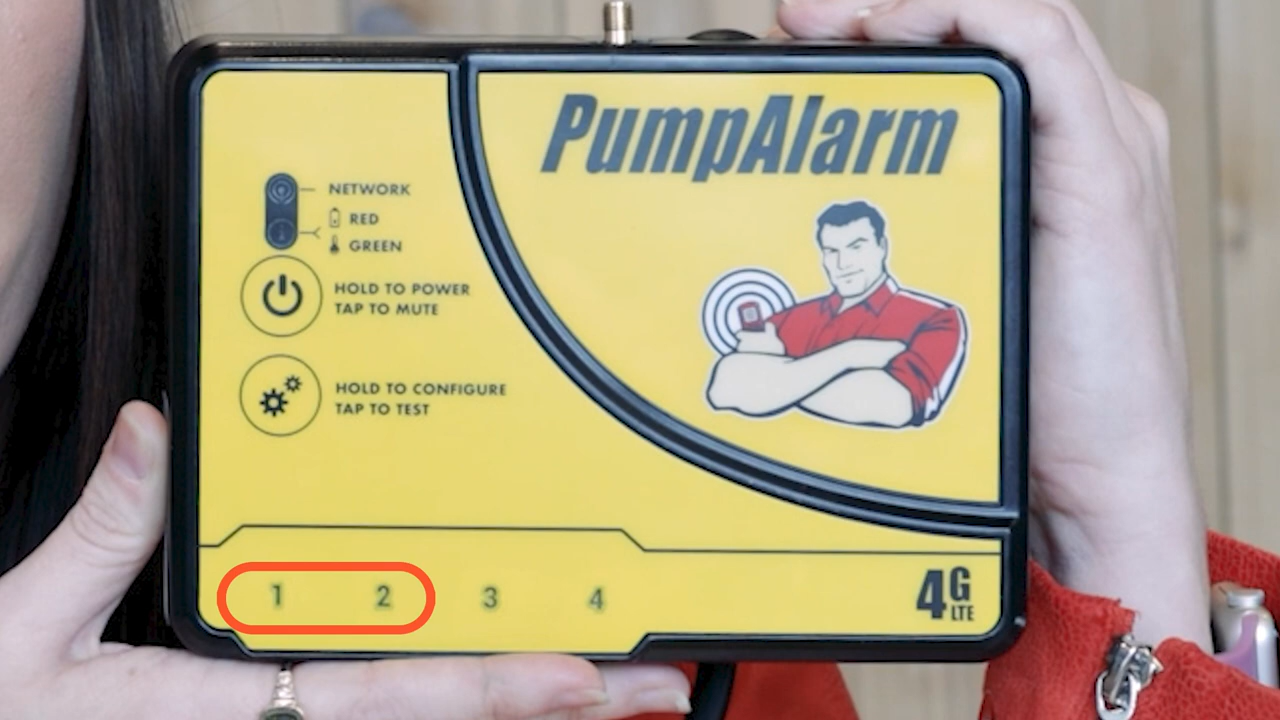 PumpAlarm
NETWORK
RED
GREEN
HOLD TO POWER
TAP TO MUTE
HOLD TO CONFIGURE
TAP TO TEST
1 2 3 4
4G LTE